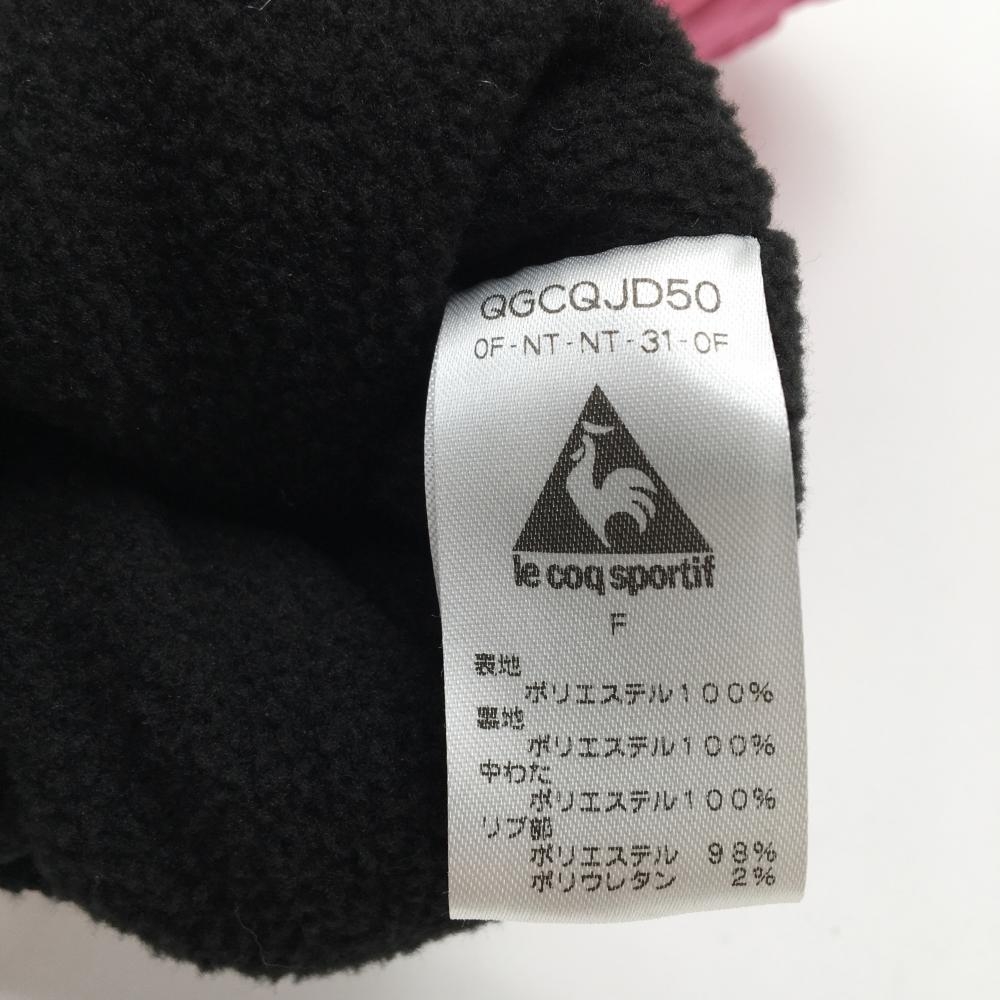 QGCQJD50
OF-NT-NT-31-OF
le coq sportif
F
表地
ポリエステル100%
裏地
ポリエステル100%
中わた
ポリエステル100%
リブ部
ポリエステル 98%
ポリウレタン 2%